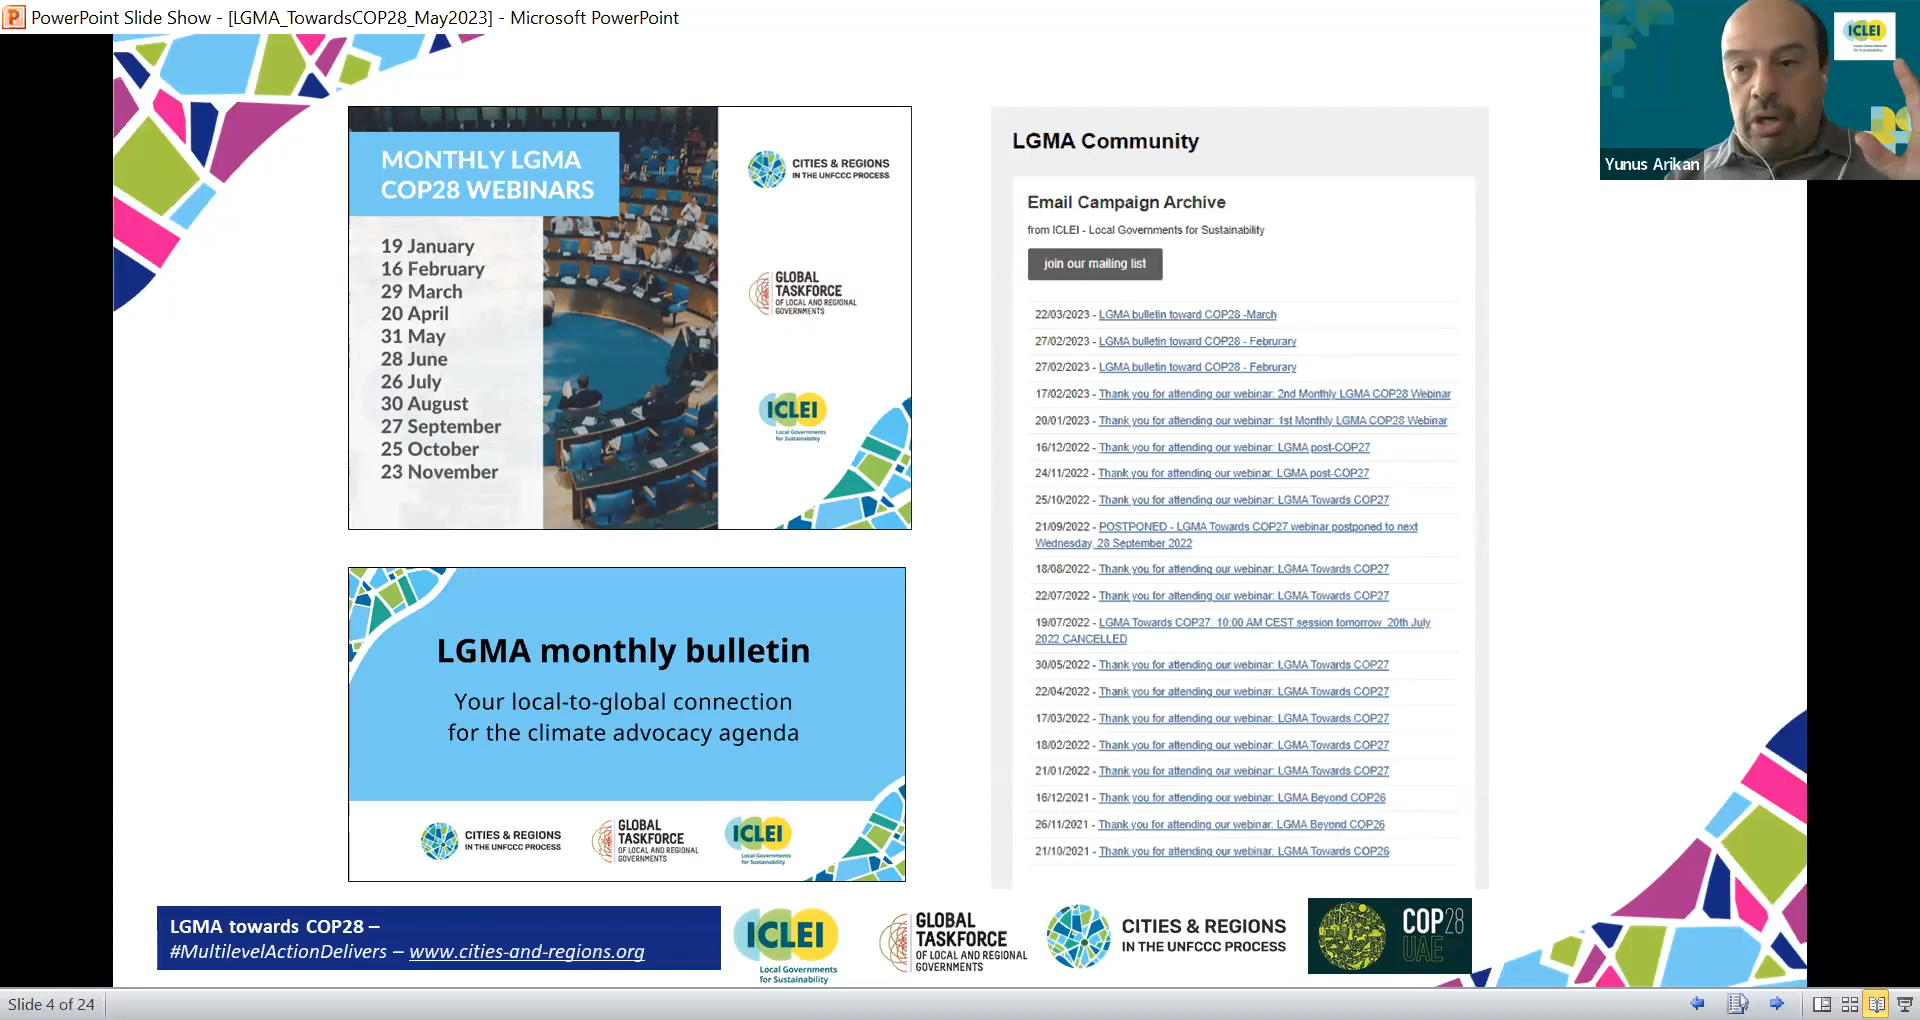 PowerPoint Slide Show - [LGMA_TowardsCOP28_May2023] - Microsoft PowerPoint
ICLEI
Local Governments
for Sustainability
Yunus Arikan
MONTHLY LGMA
COP28 WEBINARS
19 January
16 February
29 March
20 April
31 May
28 June
26 July
30 August
27 September
25 October
23 November
CITIES & REGIONS
IN THE UNFCCC PROCESS
GLOBAL
TASKFORCE
OF LOCAL AND REGIONAL
GOVERNMENTS
ICLEI
Local Governments
for Sustainability
LGMA monthly bulletin
Your local-to-global connection
for the climate advocacy agenda
CITIES & REGIONS
IN THE UNFCCC PROCESS
GLOBAL
TASKFORCE
OF LOCAL AND REGIONAL
GOVERNMENTS
ICLEI
Local Governments
for Sustainability
LGMA Community
Email Campaign Archive
from ICLEI - Local Governments for Sustainability
join our mailing list
22/03/2023 - LGMA bulletin toward COP28 -March
27/02/2023 - LGMA bulletin toward COP28 - Februrary
27/02/2023 - LGMA bulletin toward COP28 - Februrary
17/02/2023 - Thank you for attending our webinar: 2nd Monthly LGMA COP28 Webinar
20/01/2023 - Thank you for attending our webinar: 1st Monthly LGMA COP28 Webinar
16/12/2022 - Thank you for attending our webinar: LGMA post-COP27
24/11/2022 - Thank you for attending our webinar: LGMA post-COP27
25/10/2022 - Thank you for attending our webinar: LGMA Towards COP27
21/09/2022 - POSTPONED - LGMA Towards COP27 webinar postponed to next
Wednesday, 28 September 2022
18/08/2022 - Thank you for attending our webinar: LGMA Towards COP27
22/07/2022 - Thank you for attending our webinar: LGMA Towards COP27
19/07/2022 - LGMA Towards COP27: 10:00 AM CEST session tomorrow 20th July
2022 CANCELLED
30/05/2022 - Thank you for attending our webinar: LGMA Towards COP27
22/04/2022 - Thank you for attending our webinar: LGMA Towards COP27
17/03/2022 - Thank you for attending our webinar: LGMA Towards COP27
18/02/2022 - Thank you for attending our webinar: LGMA Towards COP27
21/01/2022 - Thank you for attending our webinar: LGMA Towards COP27
16/12/2021 - Thank you for attending our webinar: LGMA Beyond COP26
26/11/2021 - Thank you for attending our webinar: LGMA Beyond COP26
21/10/2021 - Thank you for attending our webinar: LGMA Towards COP26
LGMA towards COP28 –
#MultilevelActionDelivers – www.cities-and-regions.org
ICLEI
Local Governments
for Sustainability
GLOBAL
TASKFORCE
OF LOCAL AND REGIONAL
GOVERNMENTS
CITIES & REGIONS
IN THE UNFCCC PROCESS
COP28
UAE
Slide 4 of 24